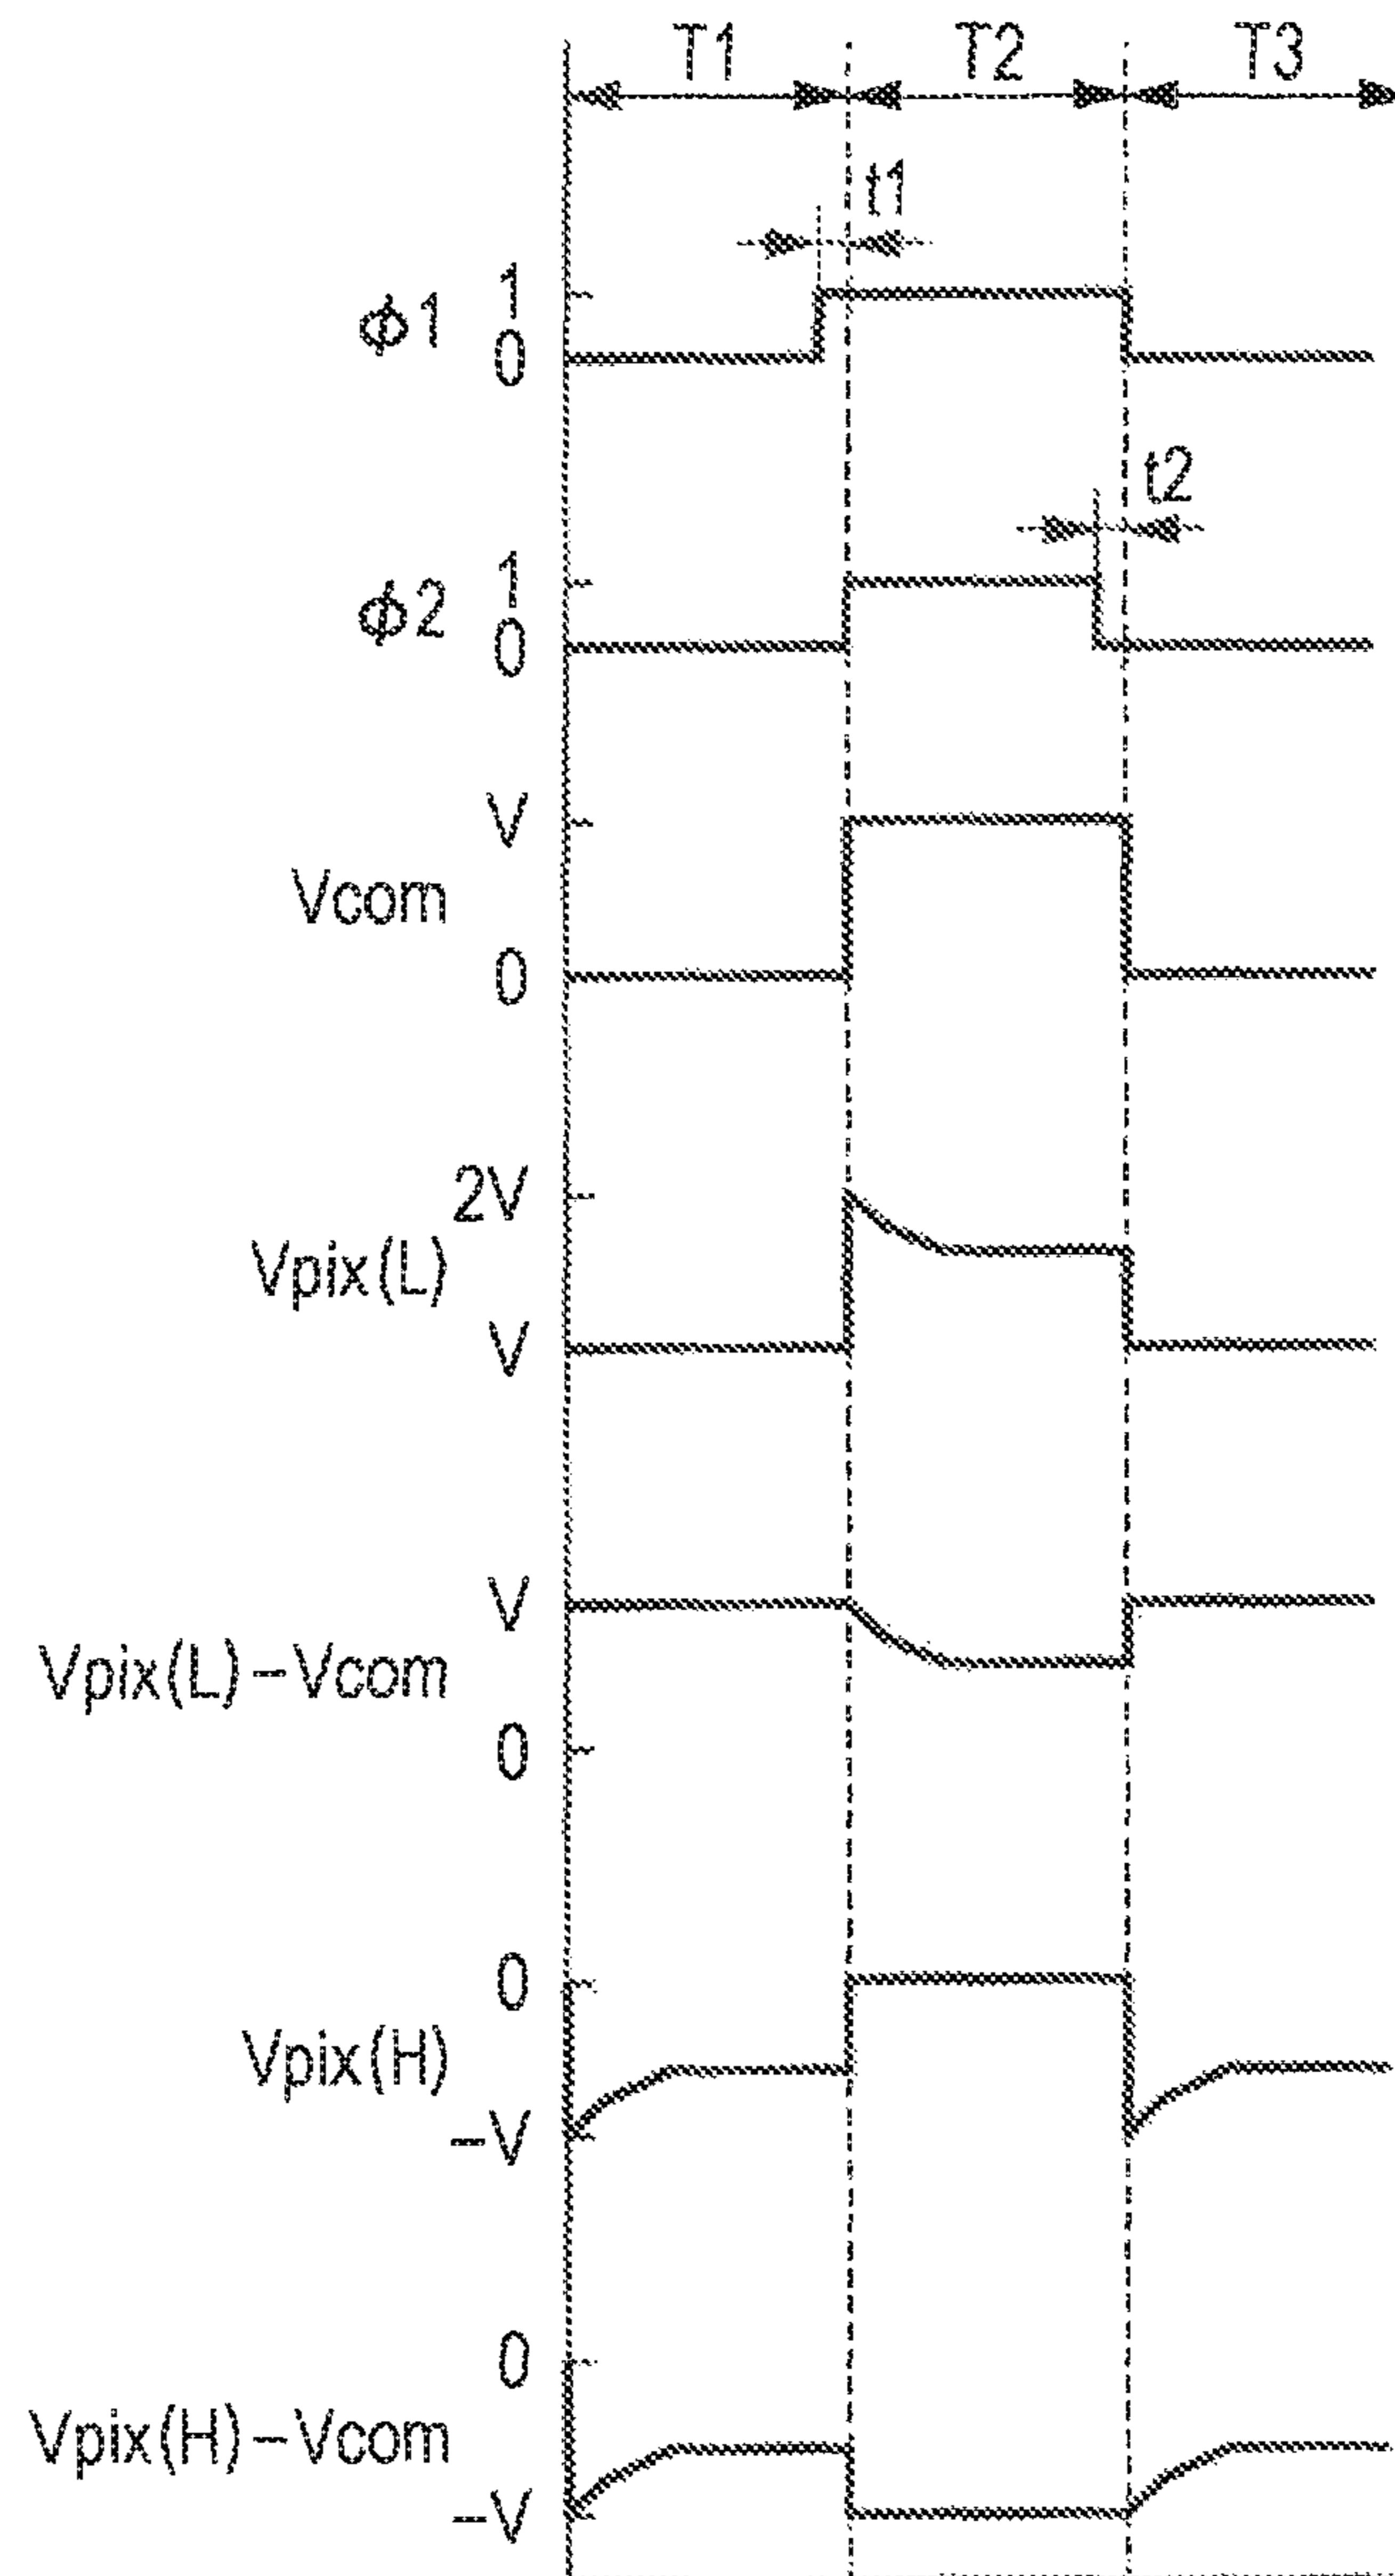 T1 T2 T3
t1
ϕ1 1
0
t2
ϕ2 1
0
V
Vcom
0
2V
Vpix(L)
V
V
Vpix(L)−Vcom
0
0
Vpix(H)
−V
0
Vpix(H)−Vcom
−V